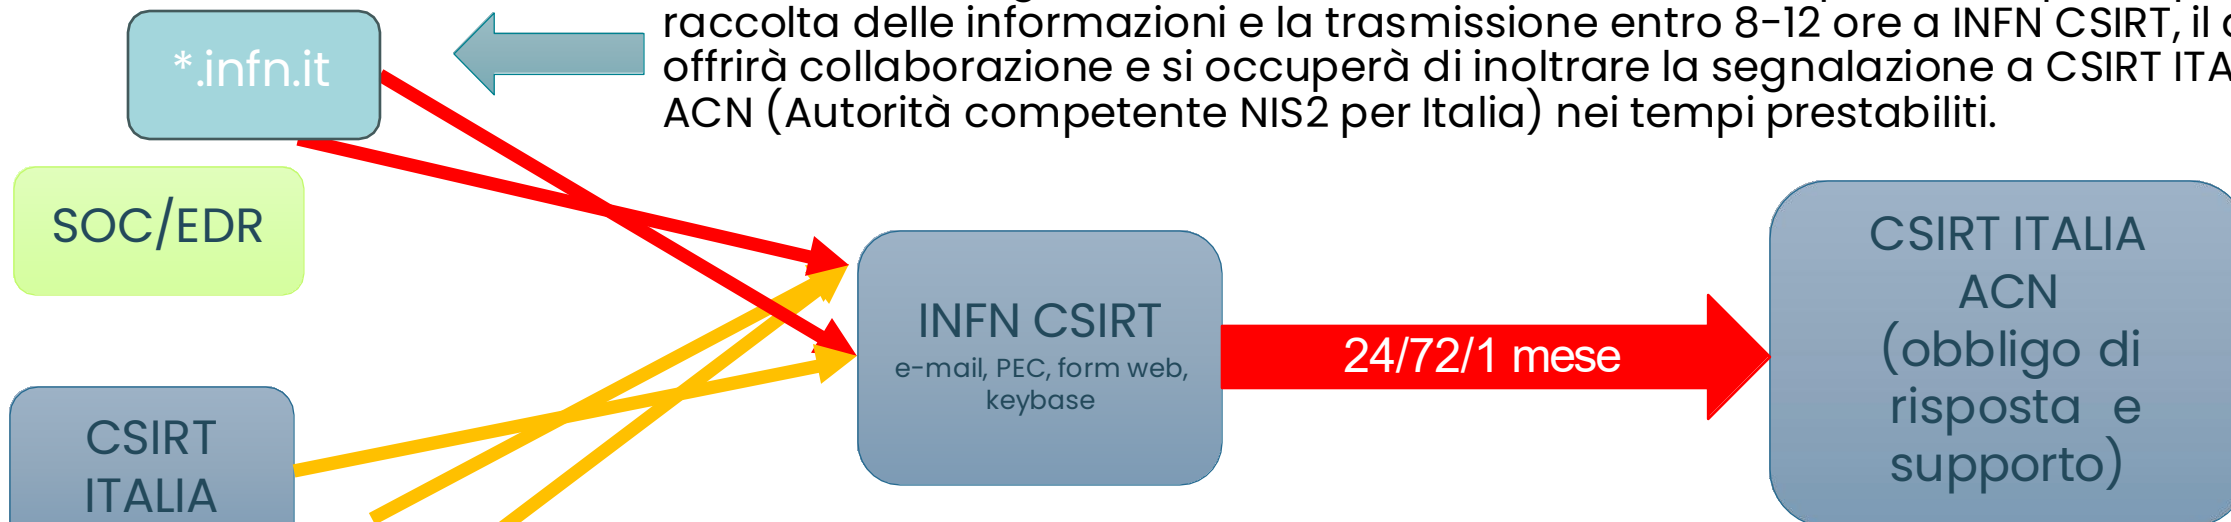 raccolta delle informazioni e la trasmissione entro 8-12 ore a INFN CSIRT, il
offrirà collaborazione e si occuperà di inoltrare la segnalazione a CSIRT
ACN (Autorità competente NIS2 per Italia) nei tempi prestabiliti.
*.infn.it
SOC/EDR
CSIRT
ITALIA
INFN CSIRT
e-mail, PEC, form web,
keybase
24/72/1 mese
CSIRT ITALIA
ACN
(obbligo di
risposta e
supporto)